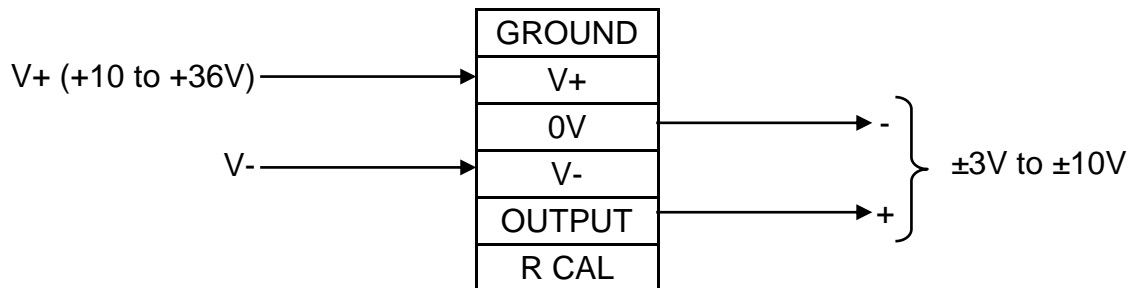 GROUND
V+ (+10 to +36V)
V+
0V
-
V-
V-
±3V to ±10V
OUTPUT
+
R CAL